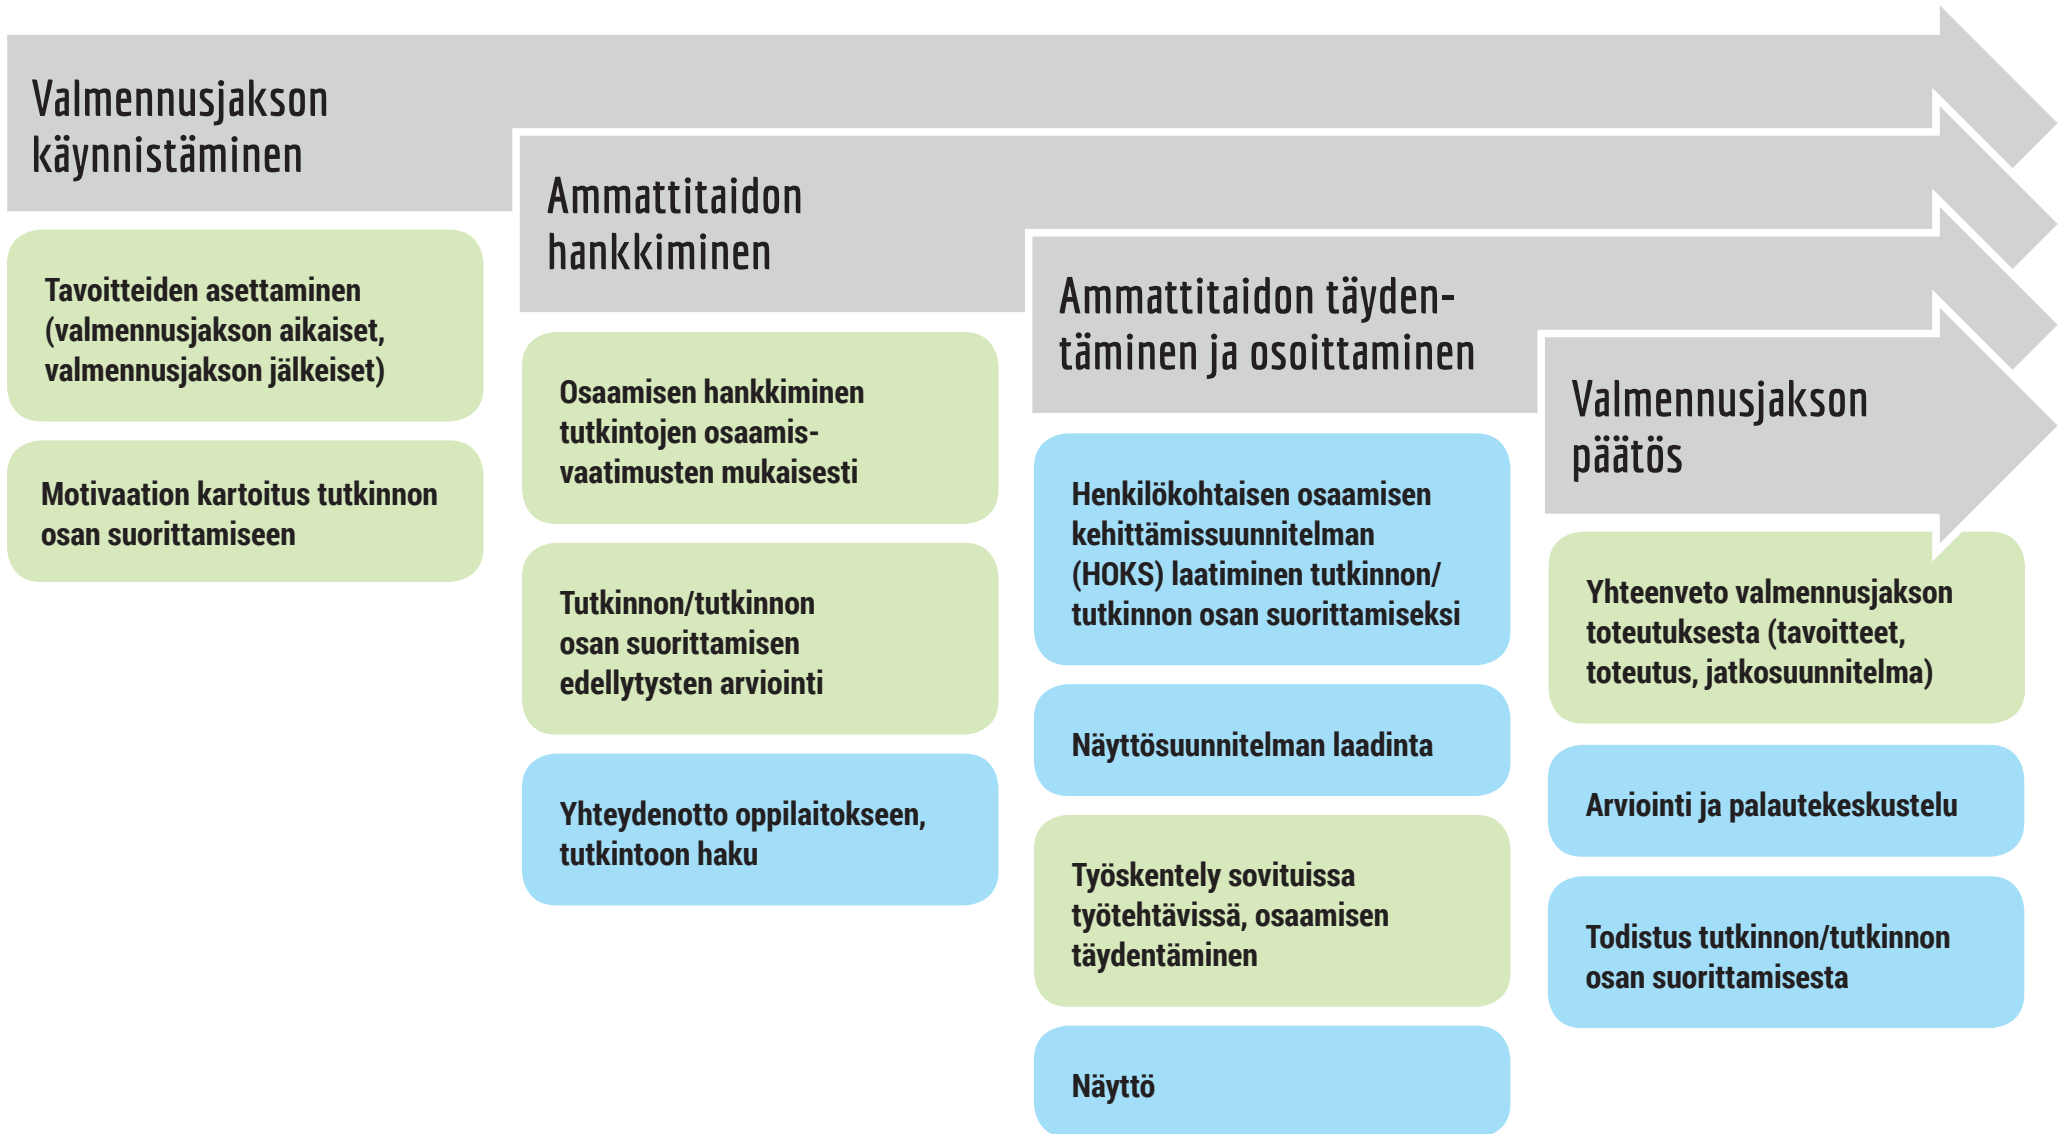 Valmennusjakson
käynnistäminen
Tavoitteiden asettaminen
(valmennusjakson aikaiset,
valmennusjakson jälkeiset)
Motivaation kartoitus tutkinnon
osan suorittamiseen
Ammattitaidon
hankkiminen
Osaamisen hankkiminen
tutkintojen osaamis-
vaatimusten mukaisesti
Tutkinnon/tutkinnon
osan suorittamisen
edellytysten arviointi
Yhteydenotto oppilaitokseen,
tutkintoon haku
Ammattitaidon täyden-
täminen ja osoittaminen
Henkilökohtaisen osaamisen
kehittämissuunnitelman
(HOKS) laatiminen tutkinnon/
tutkinnon osan suorittamiseksi
Näyttösuunnitelman laadinta
Työskentely sovituissa
työtehtävissä, osaamisen
täydentäminen
Näyttö
Valmennusjakson
päätös
Yhteenveto valmennusjakson
toteutuksesta (tavoitteet,
toteutus, jatkosuunnitelma)
Arviointi ja palautekeskustelu
Todistus tutkinnon/tutkinnon
osan suorittamisesta